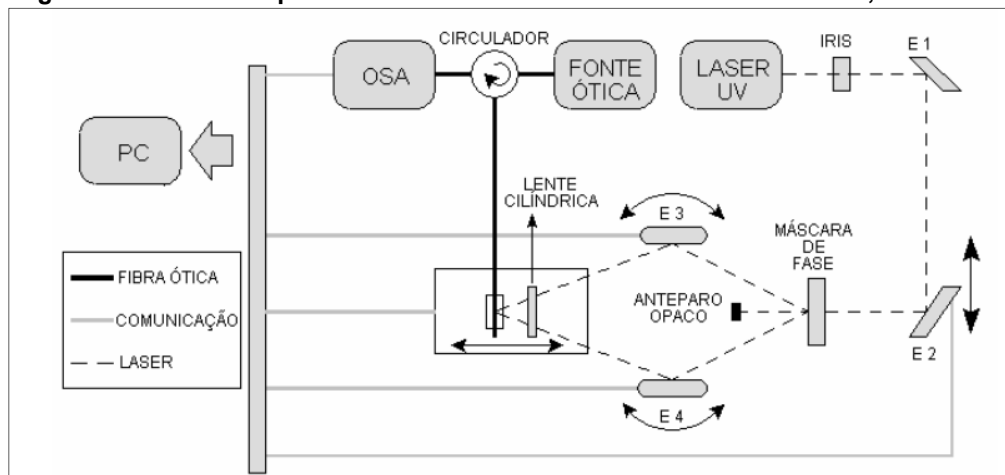 CIRCULADOR
OSA
FONTE
ÓTICA
LASER
UV
IRIS
E 1
PC
LENTE
CILÍNDRICA
E 3
MÁSCARA
DE
FASE
FIBRA ÓTICA
COMUNICAÇÃO
LASER
ANTEPARO
OPACO
E 2
E 4